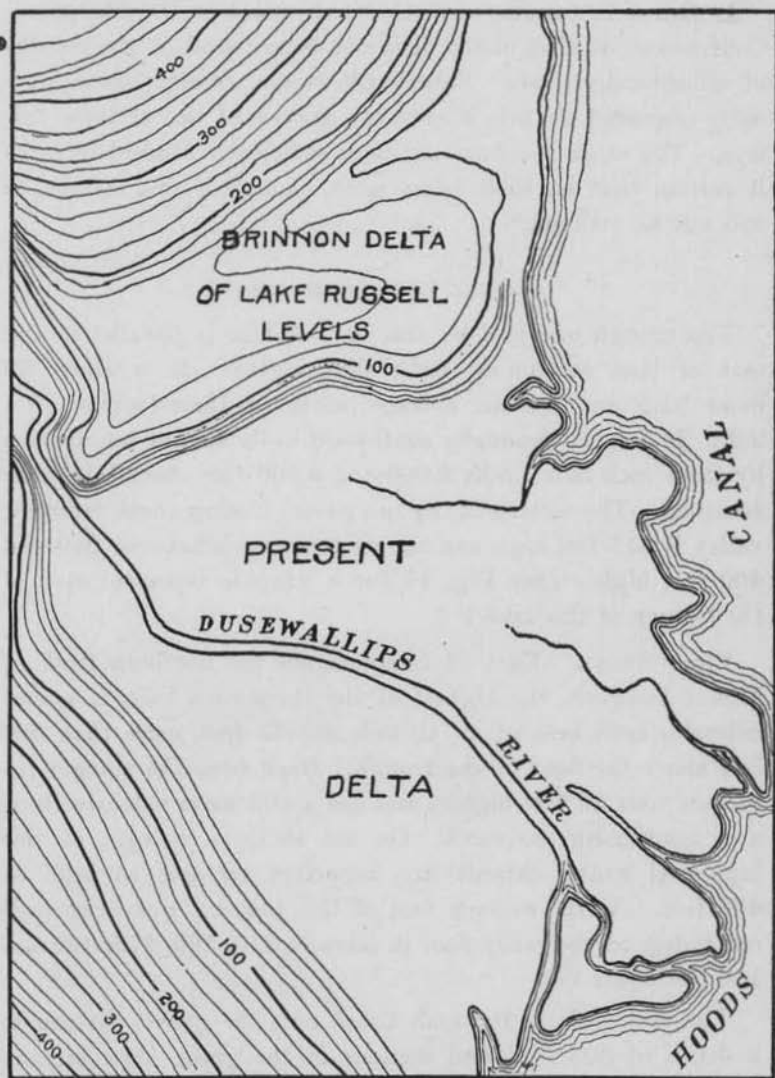 400
300
200
BRINNON DELTA
OF LAKE RUSSELL
LEVELS
100
CANAL
PRESENT
DUSEWALLIPS
RIVER
DELTA
100
200
300
400
HOODS